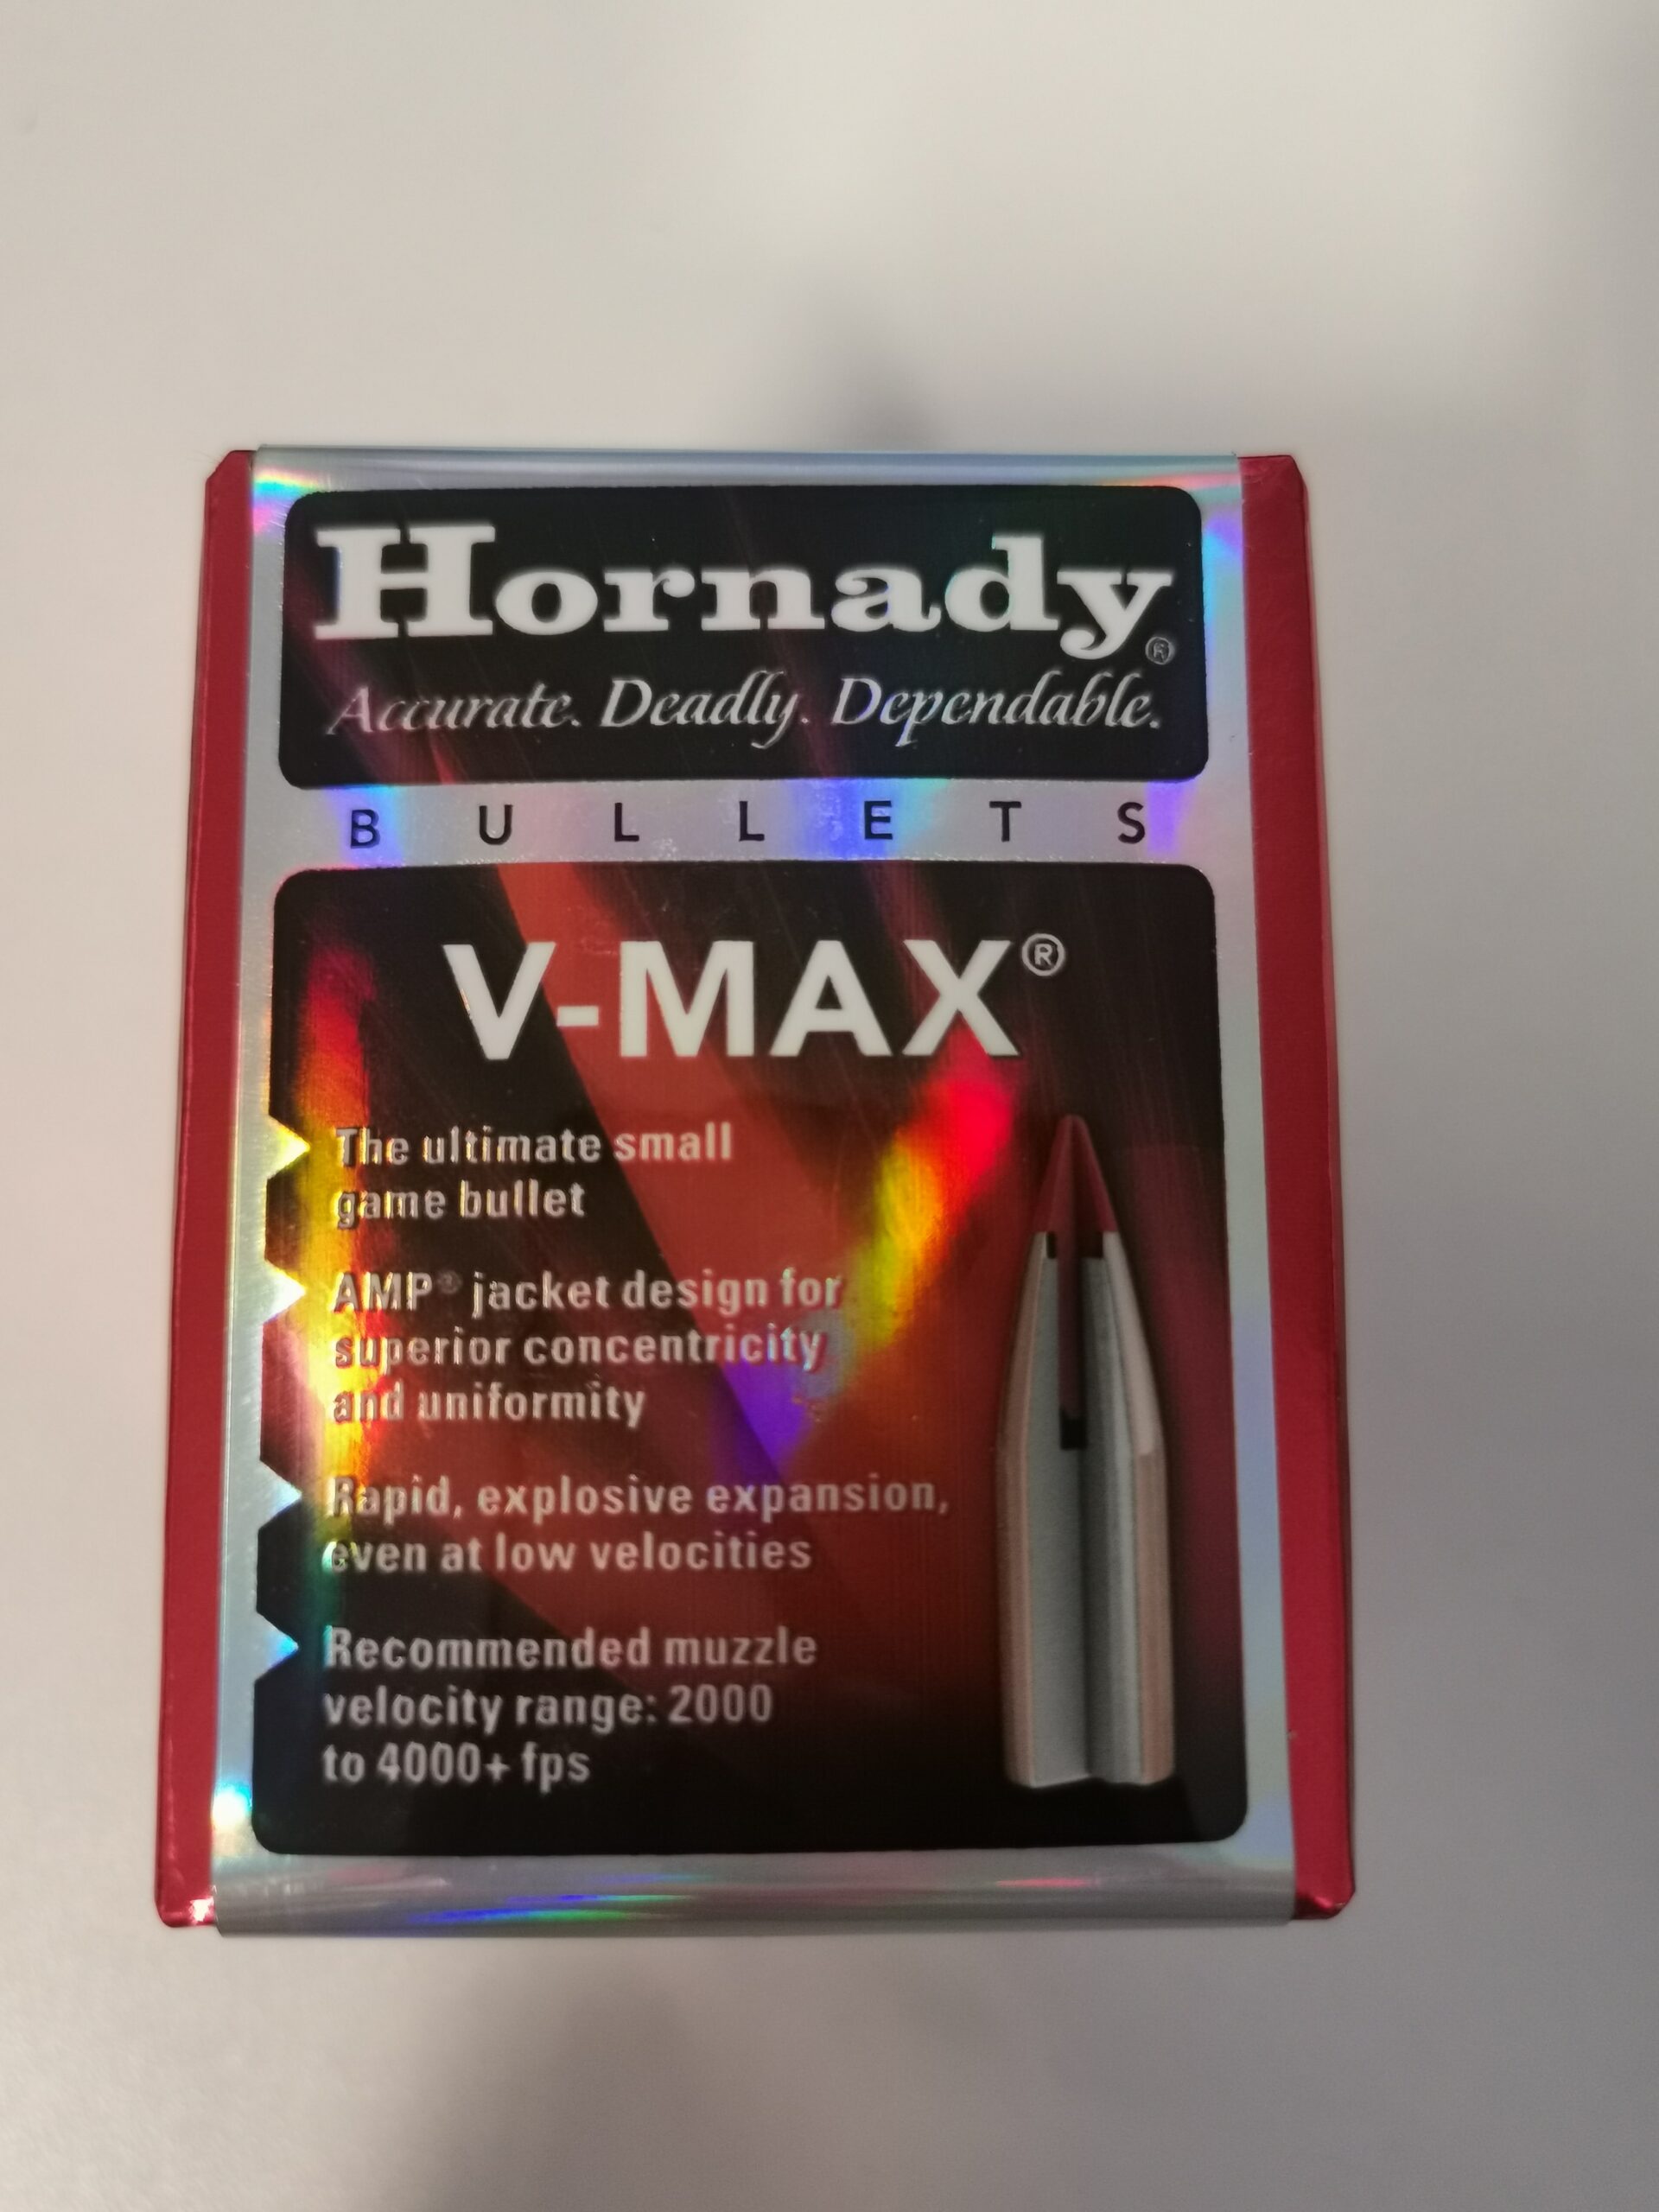 Hornady®
Accurate. Deadly. Dependable.
BULLETS
V-MAX®
The ultimate small
game bullet
AMP® jacket design for
superior concentricity
and uniformity
Rapid, explosive expansion,
even at low velocities
Recommended muzzle
velocity range: 2000
to 4000+ fps